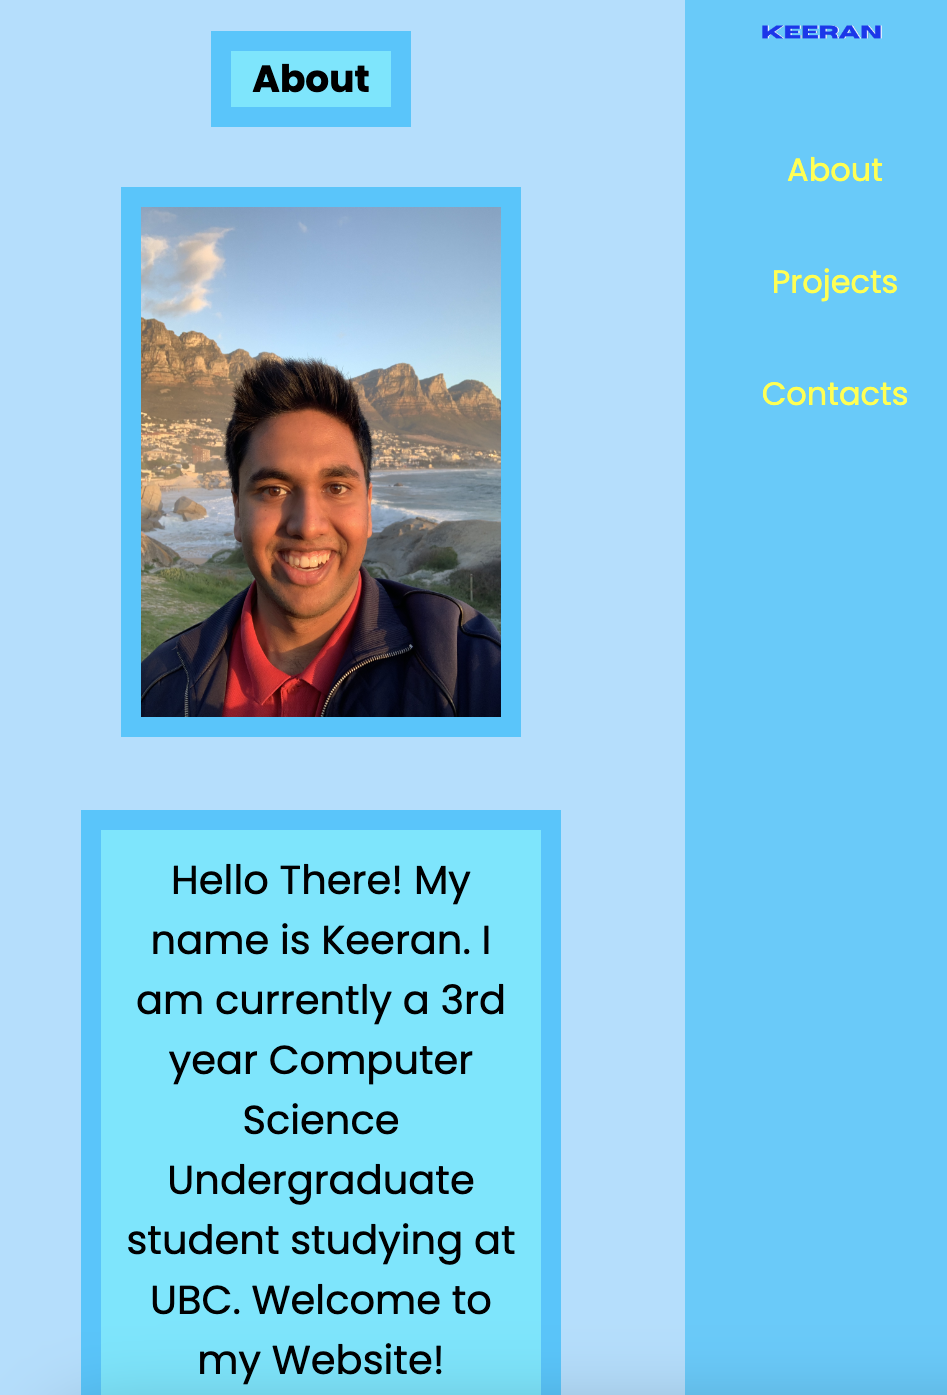 About
Hello There! My
name is Keeran. I
am currently a 3rd
year Computer
Science
Undergraduate
student studying at
UBC. Welcome to
my Website!
KEERAN
About
Projects
Contacts